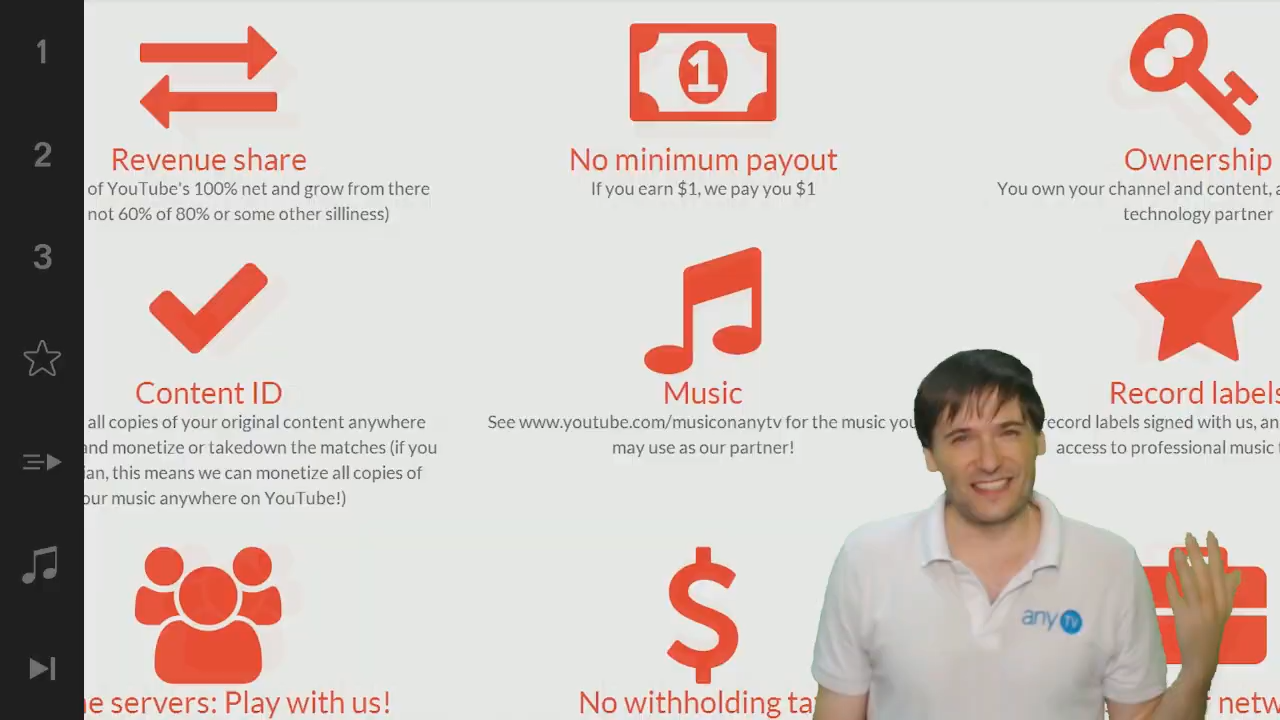 1
2
3
1
Revenue share
of YouTube's 100% net and grow from there
not 60% of 80% or some other silliness)
No minimum payout
If you earn $1, we pay you $1
Ownership
You own your channel and content,
technology partner
Content ID
all copies of your original content anywhere
and monetize or takedown the matches (if you
this means we can monetize all copies of
our music anywhere on YouTube!)
Music
See www.youtube.com/musiconanytv for the music you
may use as our partner!
Record labels
record labels signed with us,
access to professional music
servers: Play with us!
$
No withholding
any TV